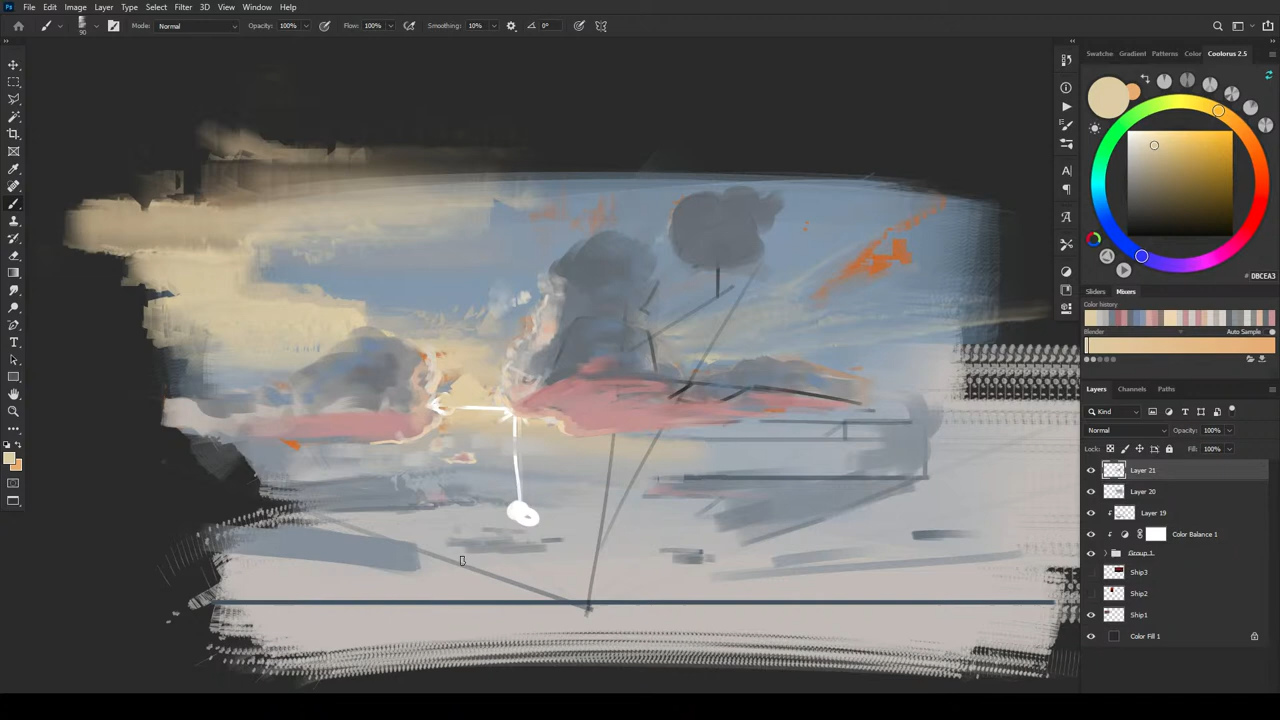 Ps File Edit Image Layer Type Select Filter 3D View Window Help
90 Mode: Normal Opacity: 100% Flow: 100% Smoothing: 10% 0°
Swatche Gradient Patterns Color Coolorus 2.5
# DBCEA3
Sliders Mixers
Color history
Blender Auto Sample:
Layers Channels Paths
Kind
Normal Opacity: 100%
Lock: Fill: 100%
Layer 21
Layer 20
Layer 19
Color Balance 1
Group 1
Ship3
Ship2
Ship1
Color Fill 1